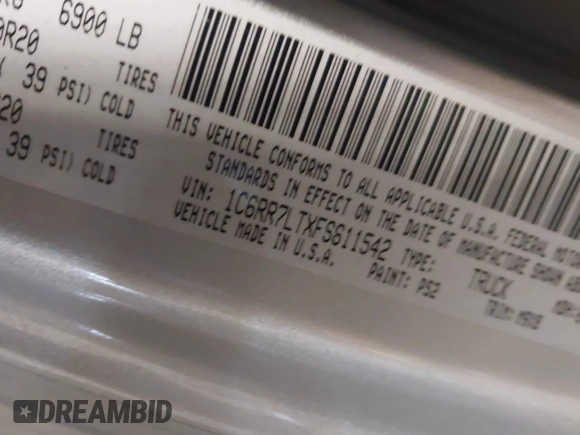 6900 LB
R20
39 PSI) COLD TIRES
20
39 PSI) COLD TIRES
THIS VEHICLE CONFORMS TO ALL APPLICABLE U.S.A. FEDERAL MOTOR
STANDARDS IN EFFECT ON THE DATE OF MANUFACTURE SHOWN
VIN: 1C6RR7LTXFS611542 TYPE: TRUCK
VEHICLE MADE IN U.S.A. PAINT: PS2 TRIM:
DREAMBID